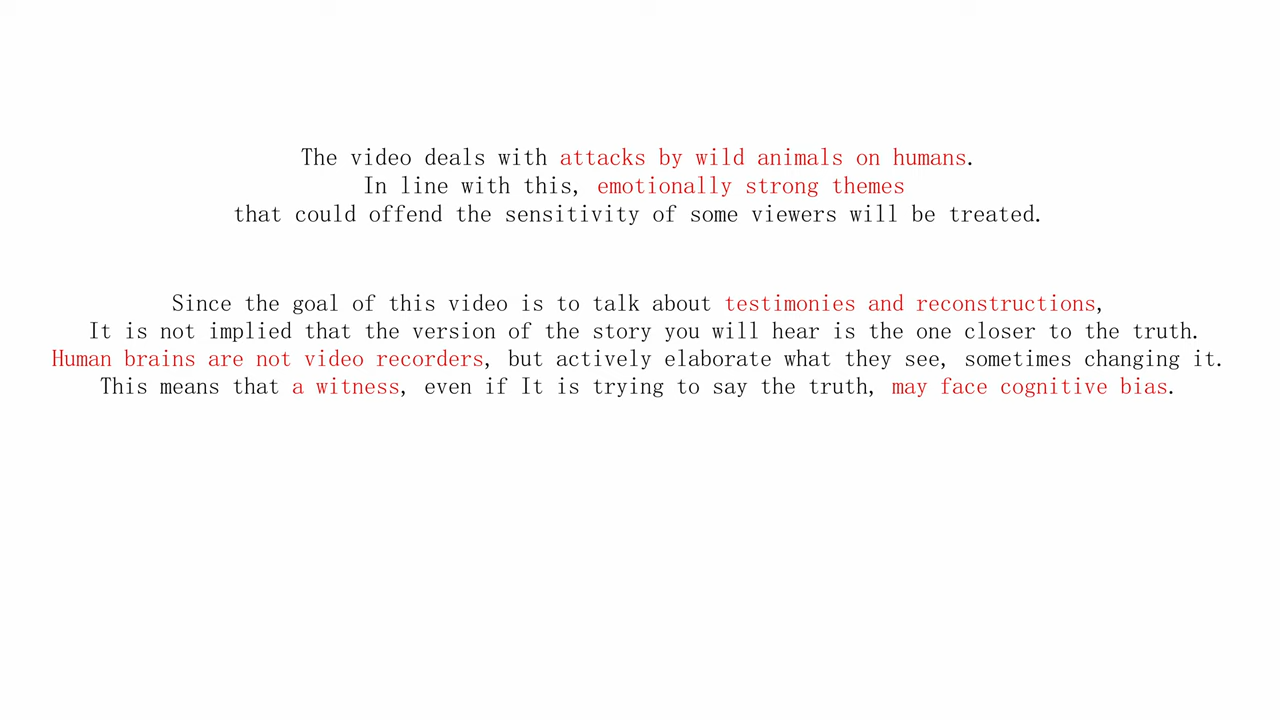 The video deals with attacks by wild animals on humans.
In line with this, emotionally strong themes
that could offend the sensitivity of some viewers will be treated.
Since the goal of this video is to talk about testimonies and reconstructions,
It is not implied that the version of the story you will hear is the one closer to the truth.
Human brains are not video recorders, but actively elaborate what they see, sometimes changing it.
This means that a witness, even if It is trying to say the truth, may face cognitive bias.